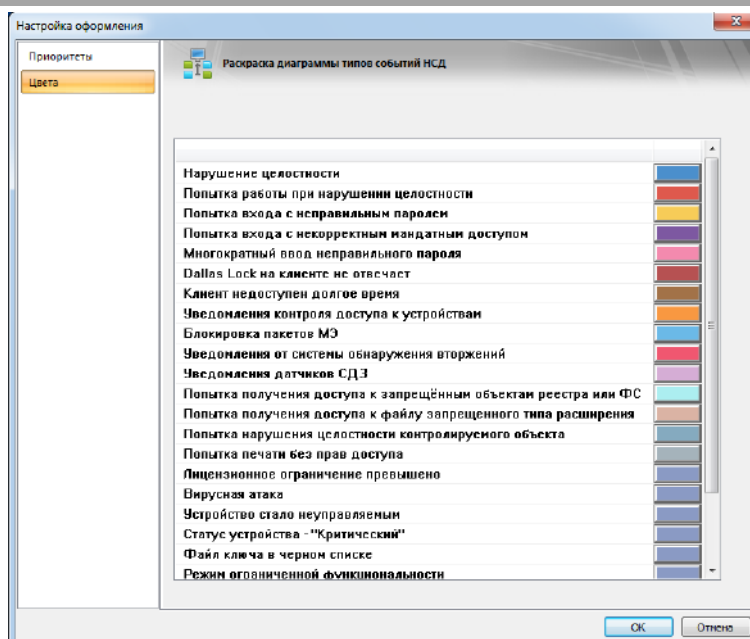 Настройка оформления
Приоритеты
Цвета
Раскраска диаграммы типов событий НСД
Нарушение целостности
Попытка работы при нарушении целостности
Попытка входа с неправильным паролем
Попытка входа с некорректным мандатным доступом
Многократный ввод неправильного пароля
Dallas Lock на клиенте не отвечает
Клиент недоступен долгое время
Уведомления контроля доступа к устройствам
Блокировка пакетов МЭ
Уведомления от системы обнаружения вторжений
Уведомления датчиков СДЗ
Попытка получения доступа к запрещённым объектам реестра или ФС
Попытка получения доступа к файлу запрещенного типа расширения
Попытка нарушения целостности контролируемого объекта
Попытка печати без прав доступа
Лицензионное ограничение превышено
Вирусная атака
Устройство стало неуправляемым
Статус устройства - "Критический"
Файл ключа в черном списке
Режим ограниченной функциональности
ОК
Отмена